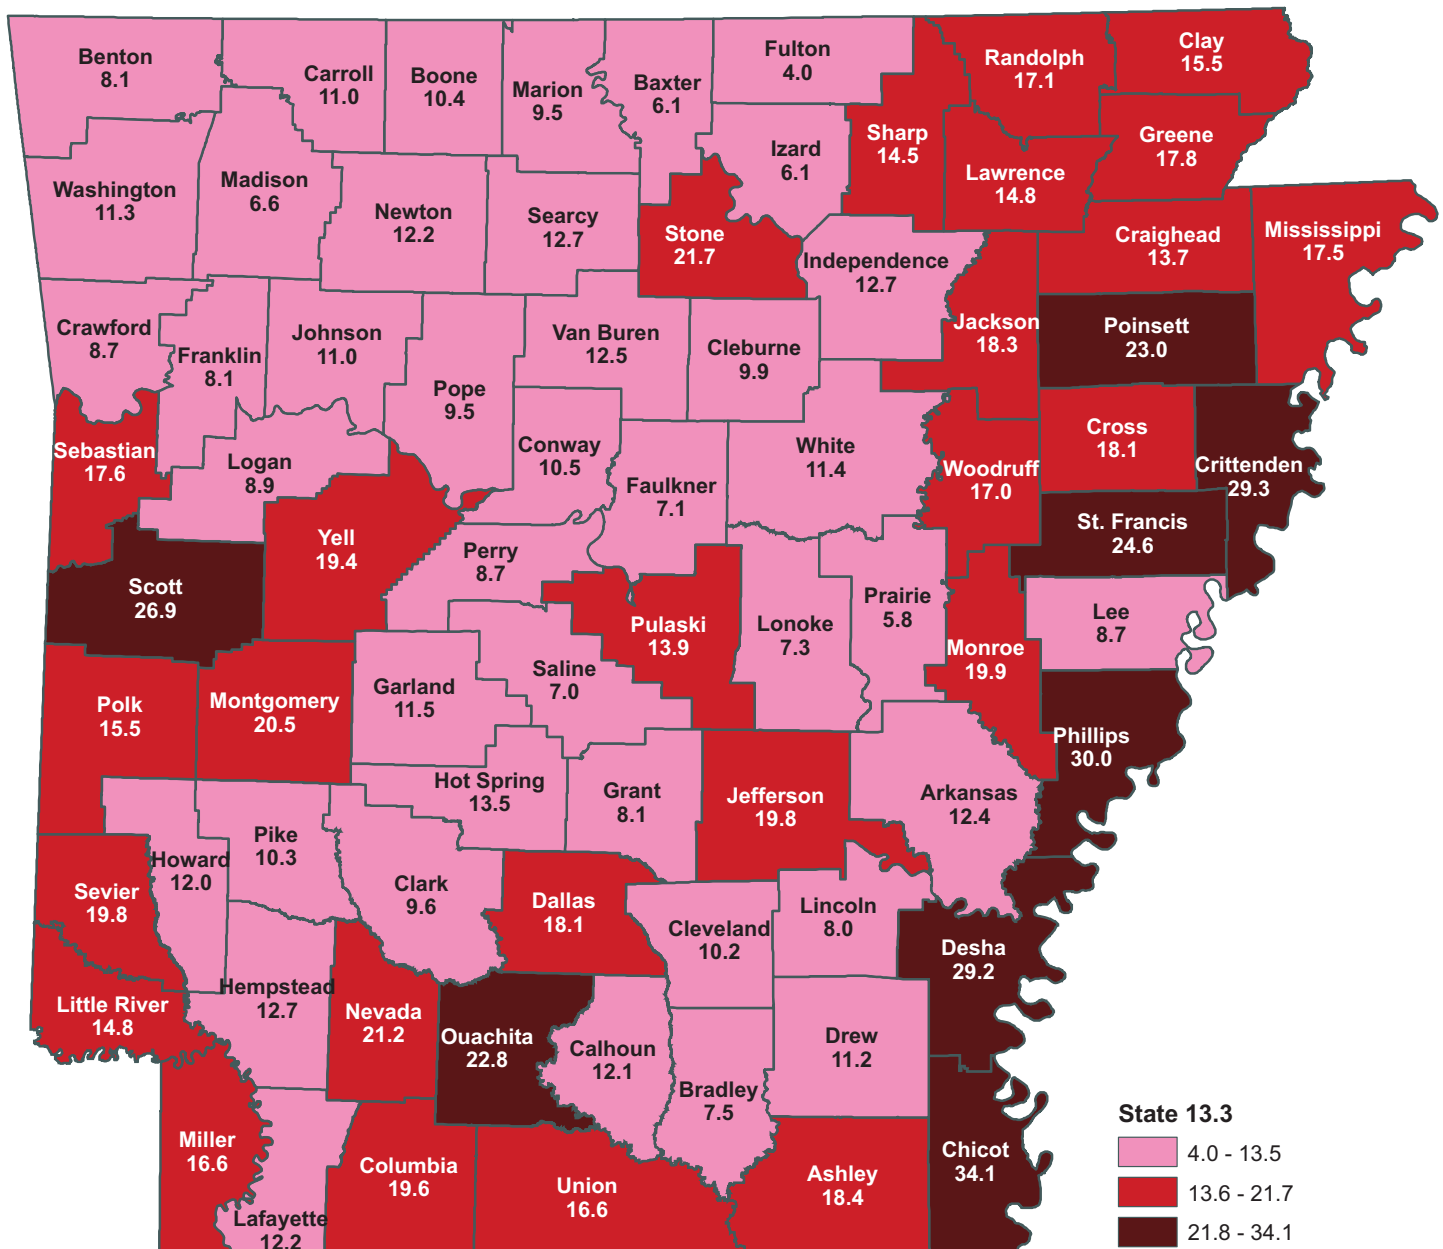 Benton
8.1
Carroll
11.0
Boone
10.4
Marion
9.5
Baxter
6.1
Fulton
4.0
Randolph
17.1
Clay
15.5
Sharp
14.5
Izard
6.1
Greene
17.8
Lawrence
14.8
Washington
11.3
Madison
6.6
Newton
12.2
Searcy
12.7
Stone
21.7
Independence
12.7
Craighead
13.7
Mississippi
17.5
Crawford
8.7
Franklin
8.1
Johnson
11.0
Pope
9.5
Van Buren
12.5
Cleburne
9.9
Jackson
18.3
Poinsett
23.0
Sebastian
17.6
Logan
8.9
Conway
10.5
Faulkner
7.1
White
11.4
Woodruff
17.0
Cross
18.1
Crittenden
29.3
St. Francis
24.6
Scott
26.9
Yell
19.4
Perry
8.7
Pulaski
13.9
Lonoke
7.3
Prairie
5.8
Monroe
19.9
Lee
8.7
Polk
15.5
Montgomery
20.5
Garland
11.5
Saline
7.0
Phillips
30.0
Hot Spring
13.5
Grant
8.1
Jefferson
19.8
Arkansas
12.4
Howard
12.0
Pike
10.3
Sevier
19.8
Clark
9.6
Dallas
18.1
Cleveland
10.2
Lincoln
8.0
Desha
29.2
Little River
14.8
Hempstead
12.7
Nevada
21.2
Ouachita
22.8
Calhoun
12.1
Bradley
7.5
Drew
11.2
Miller
16.6
Lafayette
12.2
Columbia
19.6
Union
16.6
Ashley
18.4
Chicot
34.1
State 13.3
4.0 - 13.5
13.6 - 21.7
21.8 - 34.1